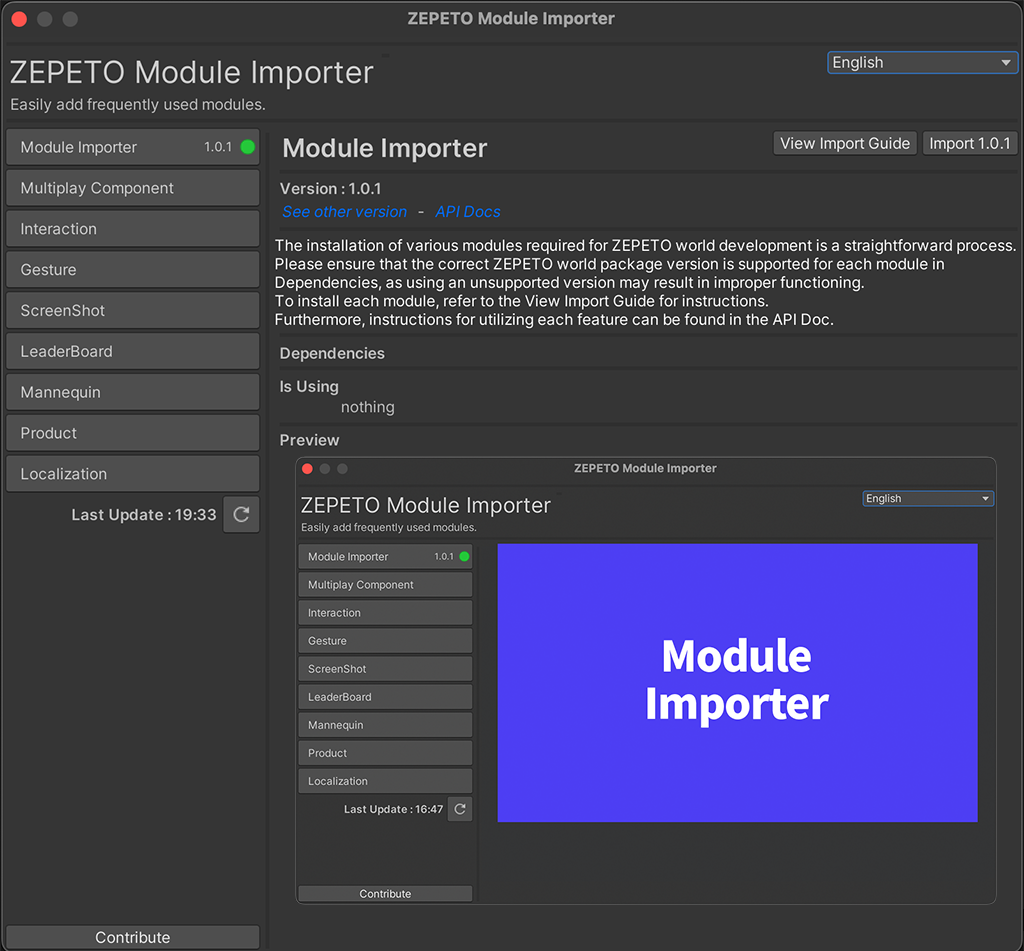 ZEPETO Module Importer
ZEPETO Module Importer
English
Easily add frequently used modules.
Module Importer 1.0.1
Multiplay Component
Interaction
Gesture
ScreenShot
LeaderBoard
Mannequin
Product
Localization
Last Update : 19:33
Contribute
Module Importer
View Import Guide
Import 1.0.1
Version : 1.0.1
See other version - API Docs
The installation of various modules required for ZEPETO world development is a straightforward process.
Please ensure that the correct ZEPETO world package version is supported for each module in
Dependencies, as using an unsupported version may result in improper functioning.
To install each module, refer to the View Import Guide for instructions.
Furthermore, instructions for utilizing each feature can be found in the API Doc.
Dependencies
Is Using
nothing
Preview
ZEPETO Module Importer
ZEPETO Module Importer
English
Easily add frequently used modules.
Module Importer 1.0.1
Multiplay Component
Interaction
Gesture
ScreenShot
LeaderBoard
Mannequin
Product
Localization
Last Update : 16:47
Contribute
Module
Importer